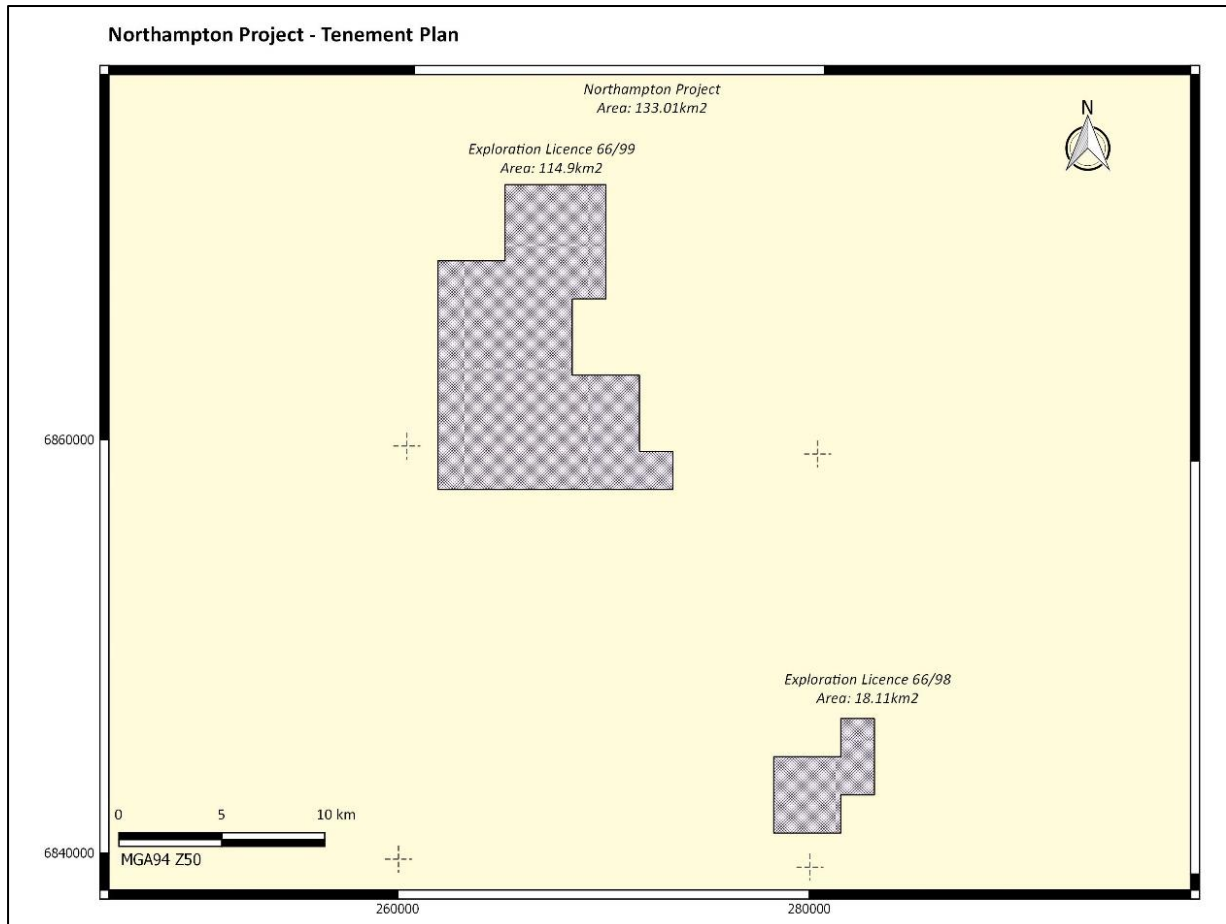 Northampton Project - Tenement Plan
Northampton Project
Area: 133.01km2
N
Exploration Licence 66/99
Area: 114.9km2
6860000
Exploration Licence 66/98
Area: 18.11km2
0 5 10 km
MGA94 Z50
6840000
260000 280000